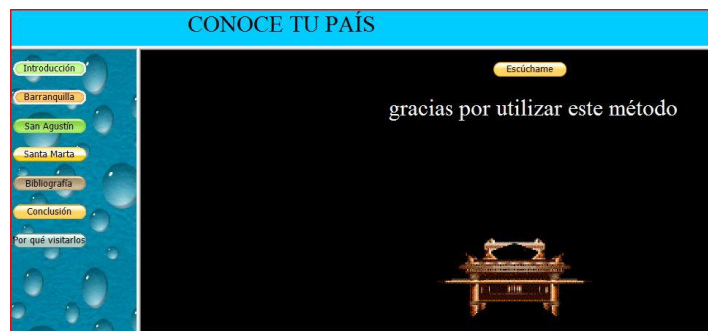 CONOCE TU PAÍS
Introducción
Barranquilla
San Agustín
Santa Marta
Bibliografía
Conclusión
Por qué visitarlos
Escúchame
gracias por utilizar este método